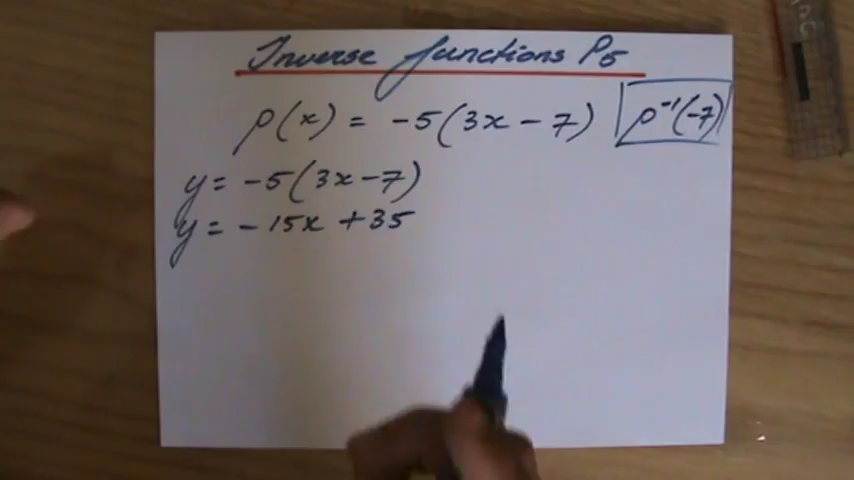 Inverse functions P5
p(x) = -5(3x - 7) p⁻¹(-7)
y = -5(3x - 7)
y = -15x + 35